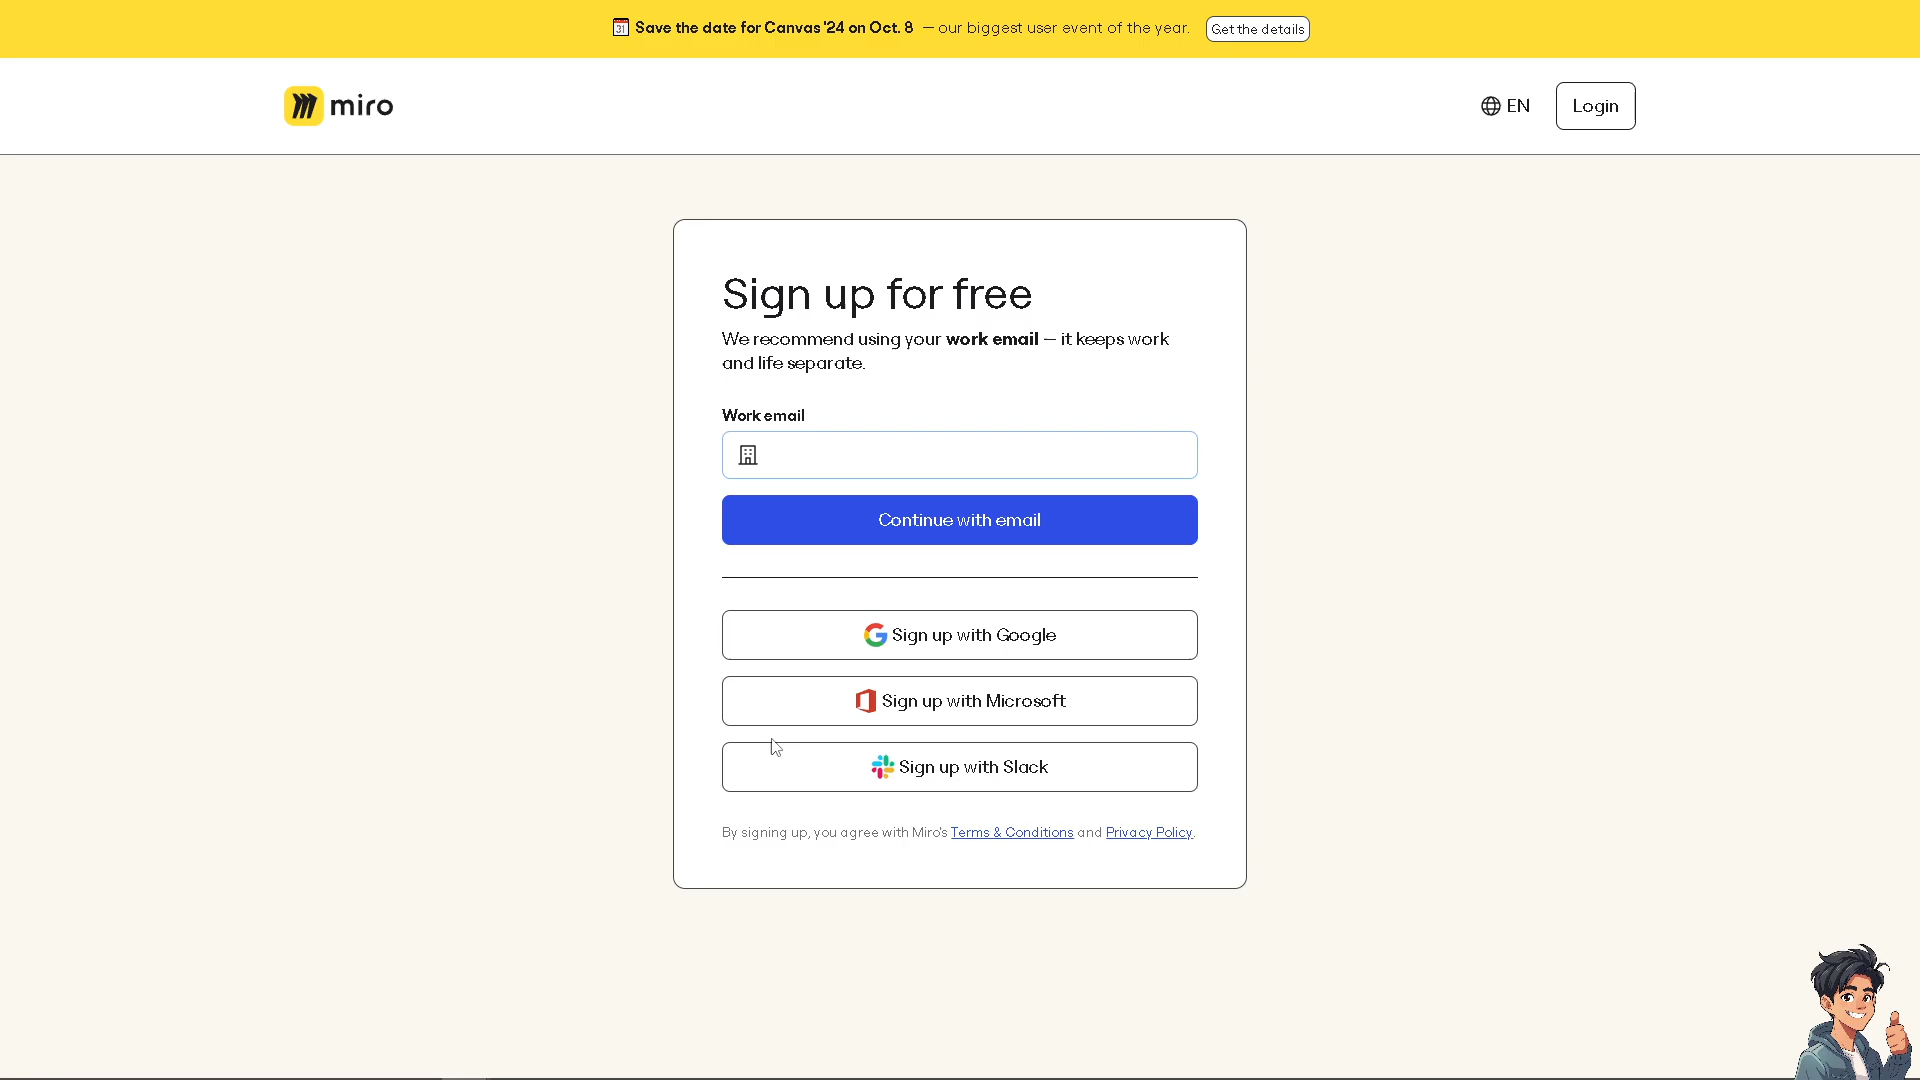 31 Save the date for Canvas '24 on Oct. 8 — our biggest user event of the year. Get the details
miro
EN
Login
Sign up for free
We recommend using your work email — it keeps work
and life separate.
Work email
Continue with email
Sign up with Google
Sign up with Microsoft
Sign up with Slack
By signing up, you agree with Miro's Terms & Conditions and Privacy Policy.